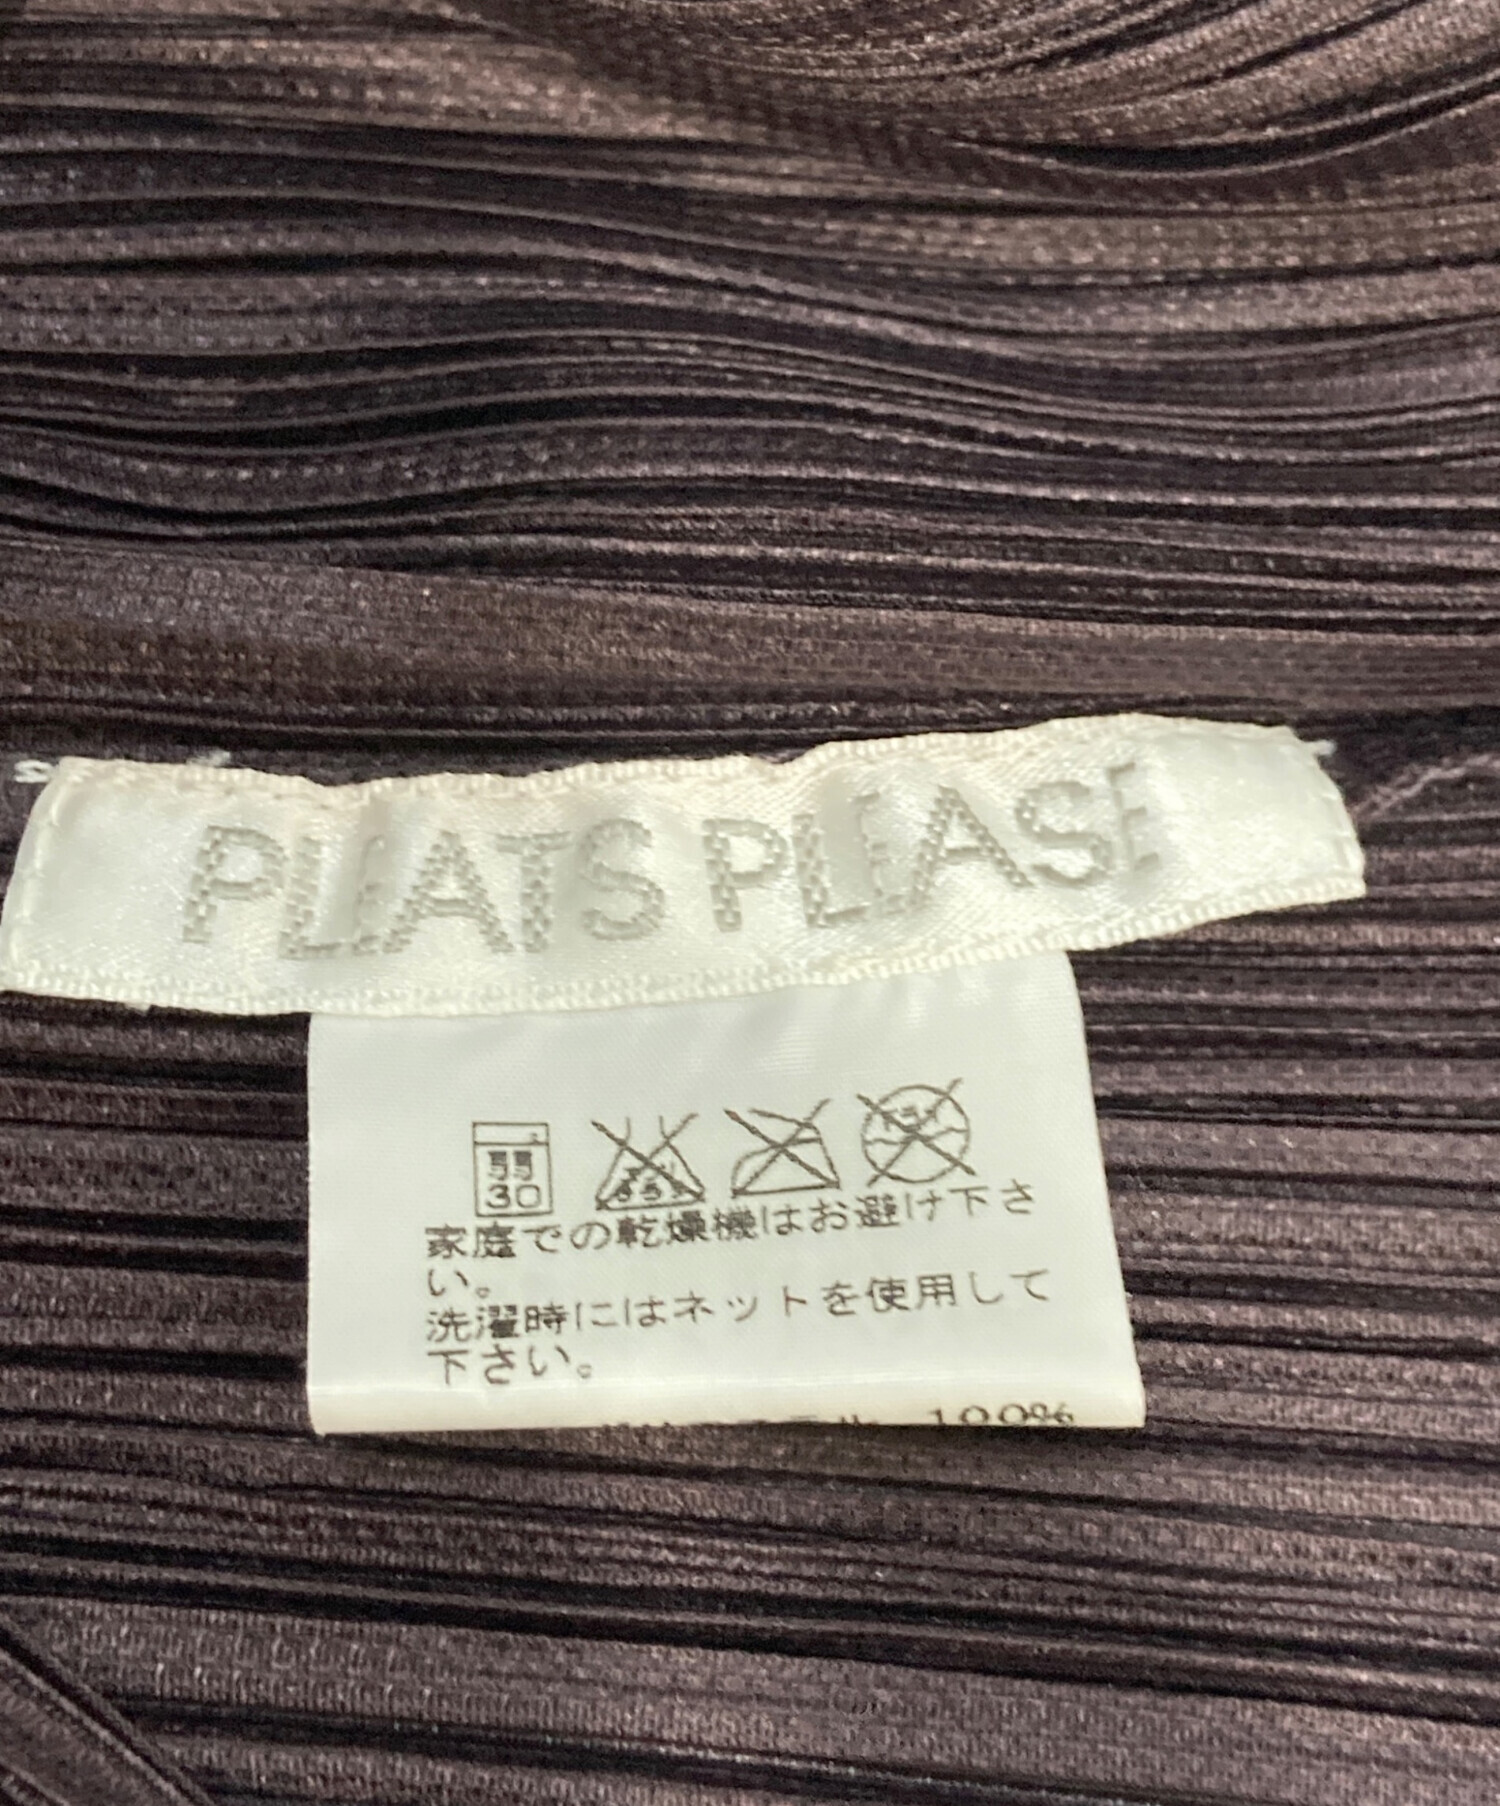 PLEATS PLEASE
弱
30
家庭での乾燥機はお避け下さ
い。
洗濯時にはネットを使用して
下さい。
100%